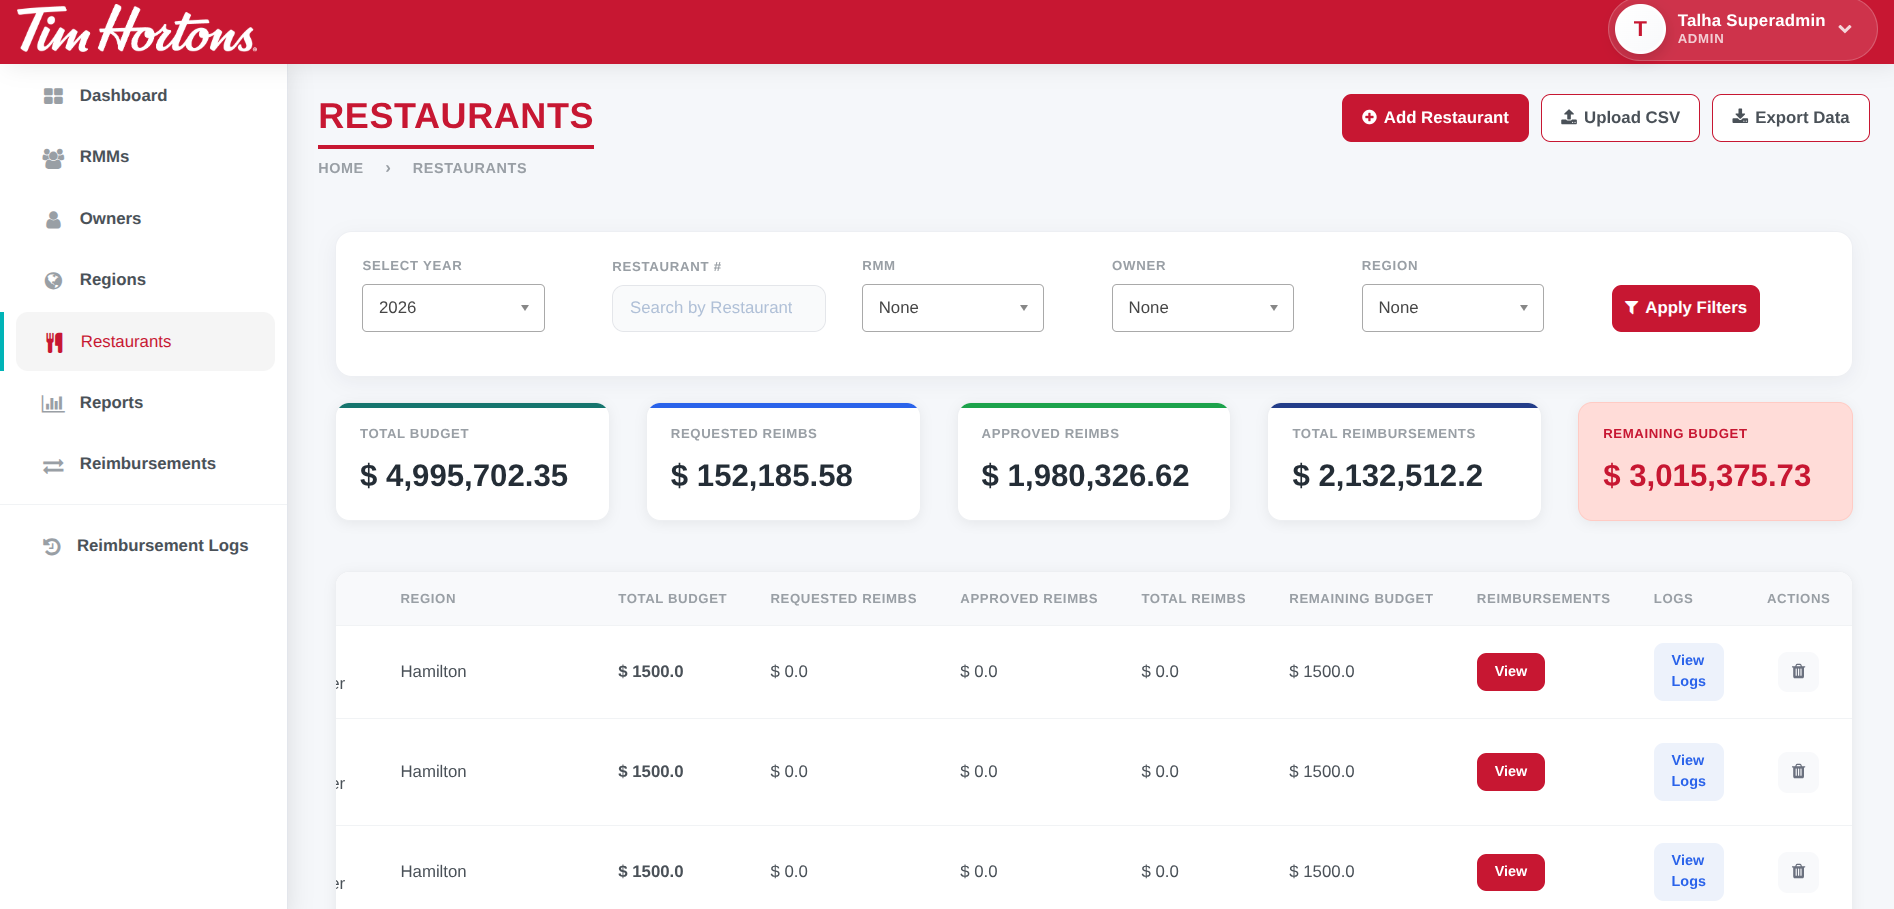 Tim Hortons.
T
Talha Superadmin
ADMIN
Dashboard
RMMs
Owners
Regions
Restaurants
Reports
Reimbursements
Reimbursement Logs
RESTAURANTS
HOME › RESTAURANTS
Add Restaurant
Upload CSV
Export Data
SELECT YEAR
RESTAURANT #
RMM
OWNER
REGION
2026
Search by Restaurant
None
None
None
Apply Filters
TOTAL BUDGET
$ 4,995,702.35
REQUESTED REIMBS
$ 152,185.58
APPROVED REIMBS
$ 1,980,326.62
TOTAL REIMBURSEMENTS
$ 2,132,512.2
REMAINING BUDGET
$ 3,015,375.73
REGION TOTAL BUDGET REQUESTED REIMBS APPROVED REIMBS TOTAL REIMBS REMAINING BUDGET REIMBURSEMENTS LOGS ACTIONS
er Hamilton $ 1500.0 $ 0.0 $ 0.0 $ 0.0 $ 1500.0 View View
Logs
er Hamilton $ 1500.0 $ 0.0 $ 0.0 $ 0.0 $ 1500.0 View View
Logs
er Hamilton $ 1500.0 $ 0.0 $ 0.0 $ 0.0 $ 1500.0 View View
Logs